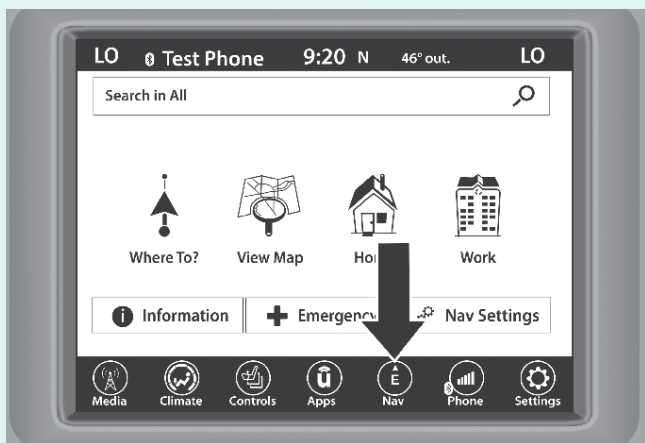 LO Test Phone 9:20 N 46° out. LO
Search in All
Where To? View Map Work
i Information Nav Settings
û E
Media Climate Controls Apps Nav Phone Settings